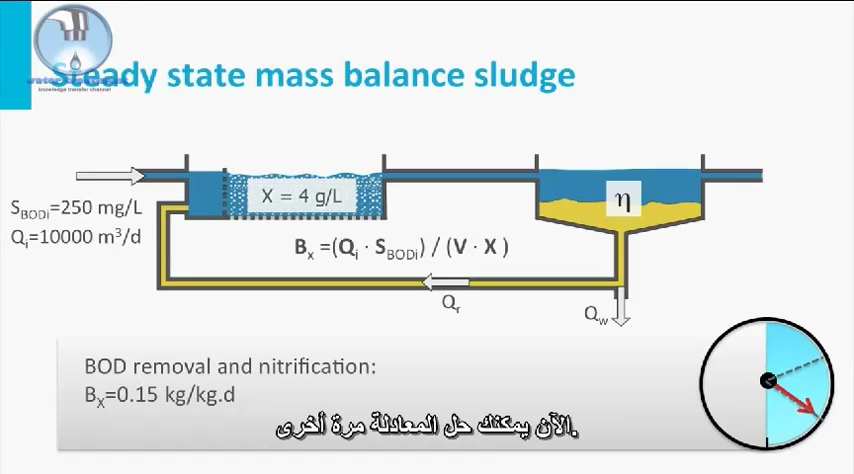 Steady state mass balance sludge
knowledge transfer channel
X = 4 g/L
η
S_BODi=250 mg/L
Q_i=10000 m³/d
B_x =(Q_i · S_BODi) / (V · X )
Q_r
Q_w
BOD removal and nitrification:
B_X=0.15 kg/kg.d
الآن يمكنك حل المعادلة مرة أخرى.